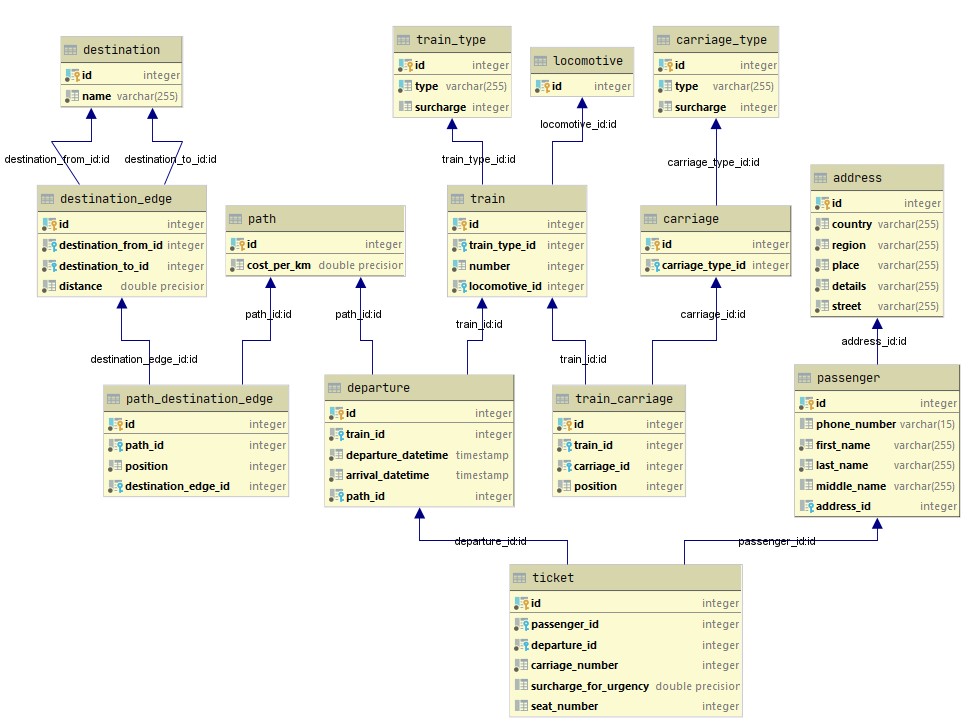 destination
id integer
name varchar(255)
train_type
id integer
type varchar(255)
surcharge integer
locomotive
id integer
carriage_type
id integer
type varchar(255)
surcharge integer
destination_from_id:id
destination_to_id:id
train_type_id:id
locomotive_id:id
carriage_type_id:id
destination_edge
id integer
destination_from_id integer
destination_to_id integer
distance double precision
path
id integer
cost_per_km double precision
train
id integer
train_type_id integer
number integer
locomotive_id integer
carriage
id integer
carriage_type_id integer
address
id integer
country varchar(255)
region varchar(255)
place varchar(255)
details varchar(255)
street varchar(255)
destination_edge_id:id
path_id:id
path_id:id
train_id:id
train_id:id
carriage_id:id
address_id:id
path_destination_edge
id integer
path_id integer
position integer
destination_edge_id integer
departure
id integer
train_id integer
departure_datetime timestamp
arrival_datetime timestamp
path_id integer
train_carriage
id integer
train_id integer
carriage_id integer
position integer
passenger
id integer
phone_number varchar(15)
first_name varchar(255)
last_name varchar(255)
middle_name varchar(255)
address_id integer
departure_id:id
passenger_id:id
ticket
id integer
passenger_id integer
departure_id integer
carriage_number integer
surcharge_for_urgency double precision
seat_number integer